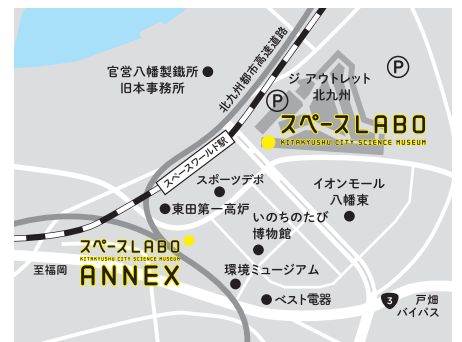 官営八幡製鐵所
旧本事務所
北九州都市高速道路
P
ジ アウトレット
北九州
P
スペースLABO
KITAKYUSHU CITY SCIENCE MUSEUM
スペースワールド駅
スポーツデポ
イオンモール
八幡東
東田第一高炉
いのちのたび
博物館
スペースLABO
KITAKYUSHU CITY SCIENCE MUSEUM
ANNEX
至福岡
環境ミュージアム
ベスト電器
3
戸畑
バイパス